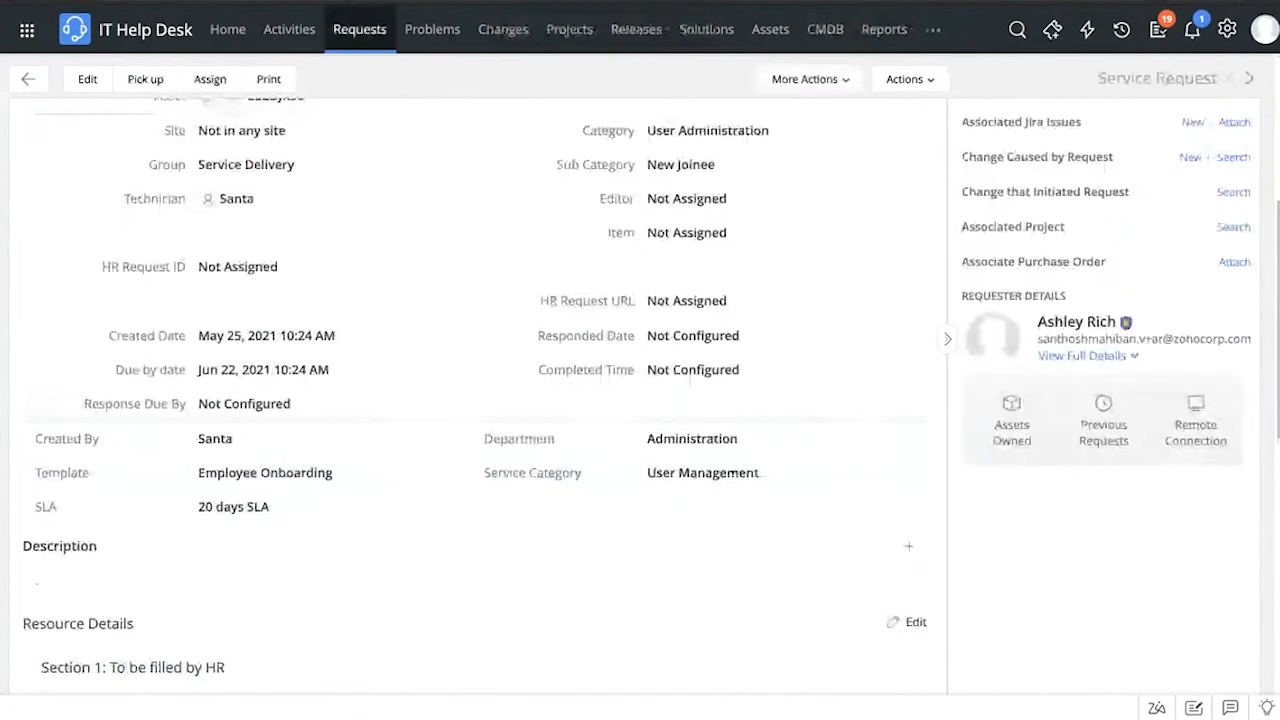 IT Help Desk Home Activities Requests Problems Changes Projects Releases Solutions Assets CMDB Reports ... 19 1
Edit Pick up Assign Print More Actions Actions Service Request
Site Not in any site Category User Administration
Group Service Delivery Sub Category New Joinee
Technician Santa Editor Not Assigned
Item Not Assigned
HR Request ID Not Assigned
HR Request URL Not Assigned
Created Date May 25, 2021 10:24 AM Responded Date Not Configured
Due by date Jun 22, 2021 10:24 AM Completed Time Not Configured
Response Due By Not Configured
Created By Santa Department Administration
Template Employee Onboarding Service Category User Management
SLA 20 days SLA
Description +
.
Resource Details Edit
Section 1: To be filled by HR
Associated Jira Issues New Attach
Change Caused by Request New Search
Change that Initiated Request Search
Associated Project Search
Associate Purchase Order Attach
REQUESTER DETAILS
Ashley Rich
View Full Details
Assets Owned
Previous Requests
Remote Connection